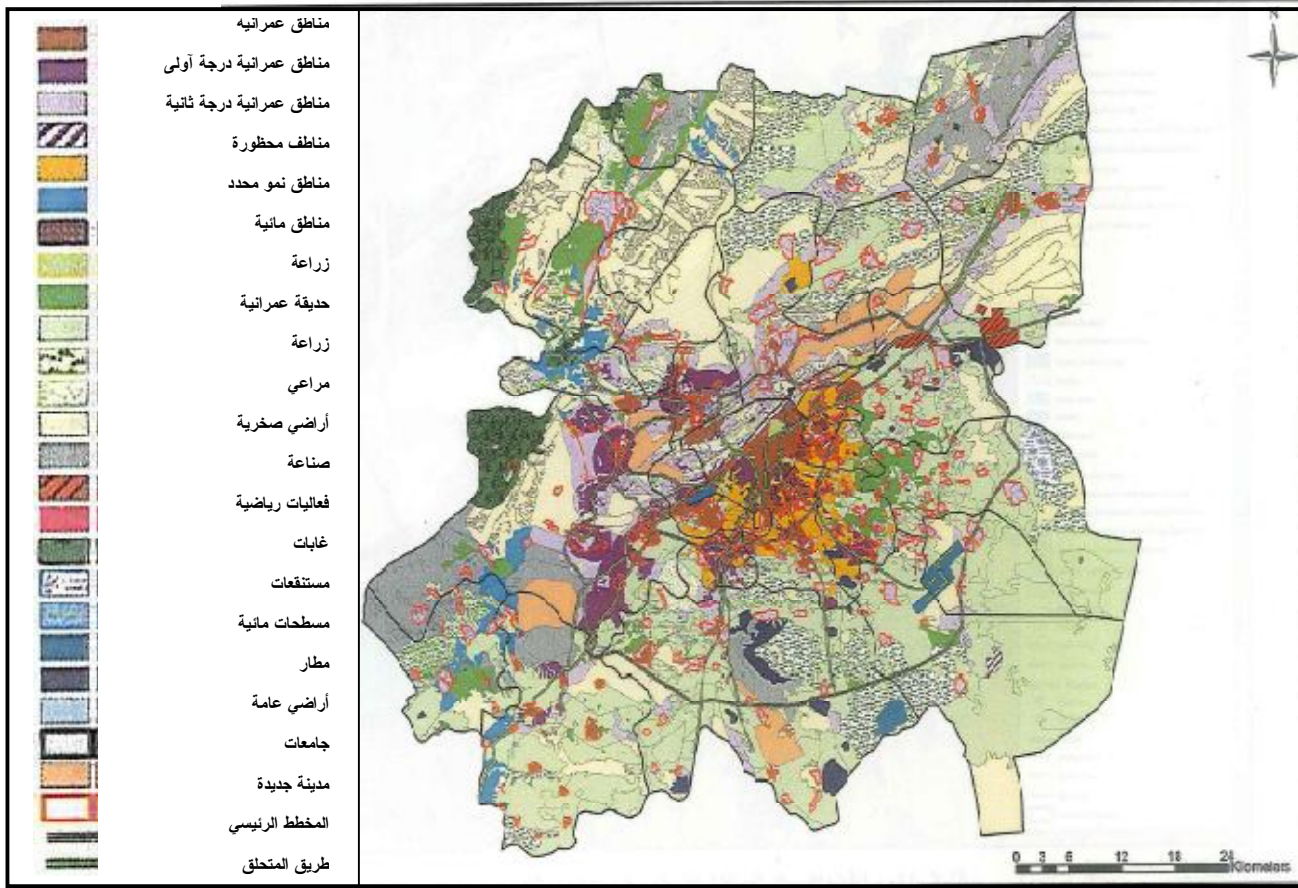 مناطق عمرانيه
مناطق عمرانية درجة آولى
مناطق عمرانية درجة ثانية
مناطف محظورة
مناطق نمو محدد
مناطق مائية
زراعة
حديقة عمرانية
زراعة
مراعي
أراضي صخرية
صناعة
فعاليات رياضية
غابات
مستنقعات
مسطحات مائية
مطار
أراضي عامة
جامعات
مدينة جديدة
المخطط الرئيسي
طريق المتحلق
0 3 6 12 18 24
Kilometers